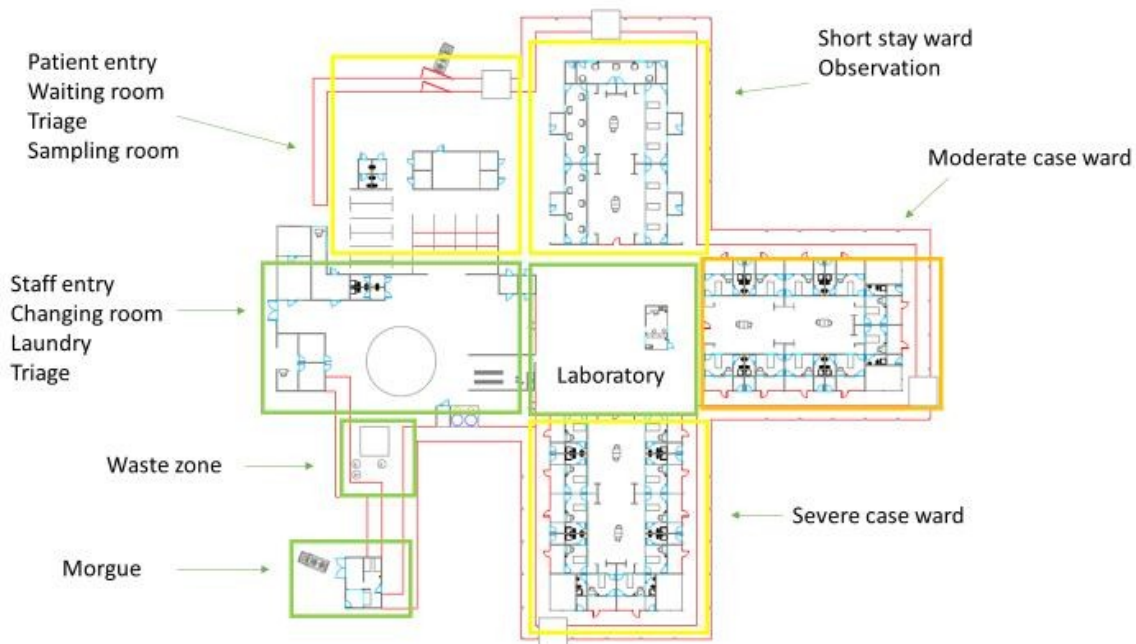 Patient entry
Waiting room
Triage
Sampling room
Short stay ward
Observation
Moderate case ward
Staff entry
Changing room
Laundry
Triage
Laboratory
Waste zone
Severe case ward
Morgue